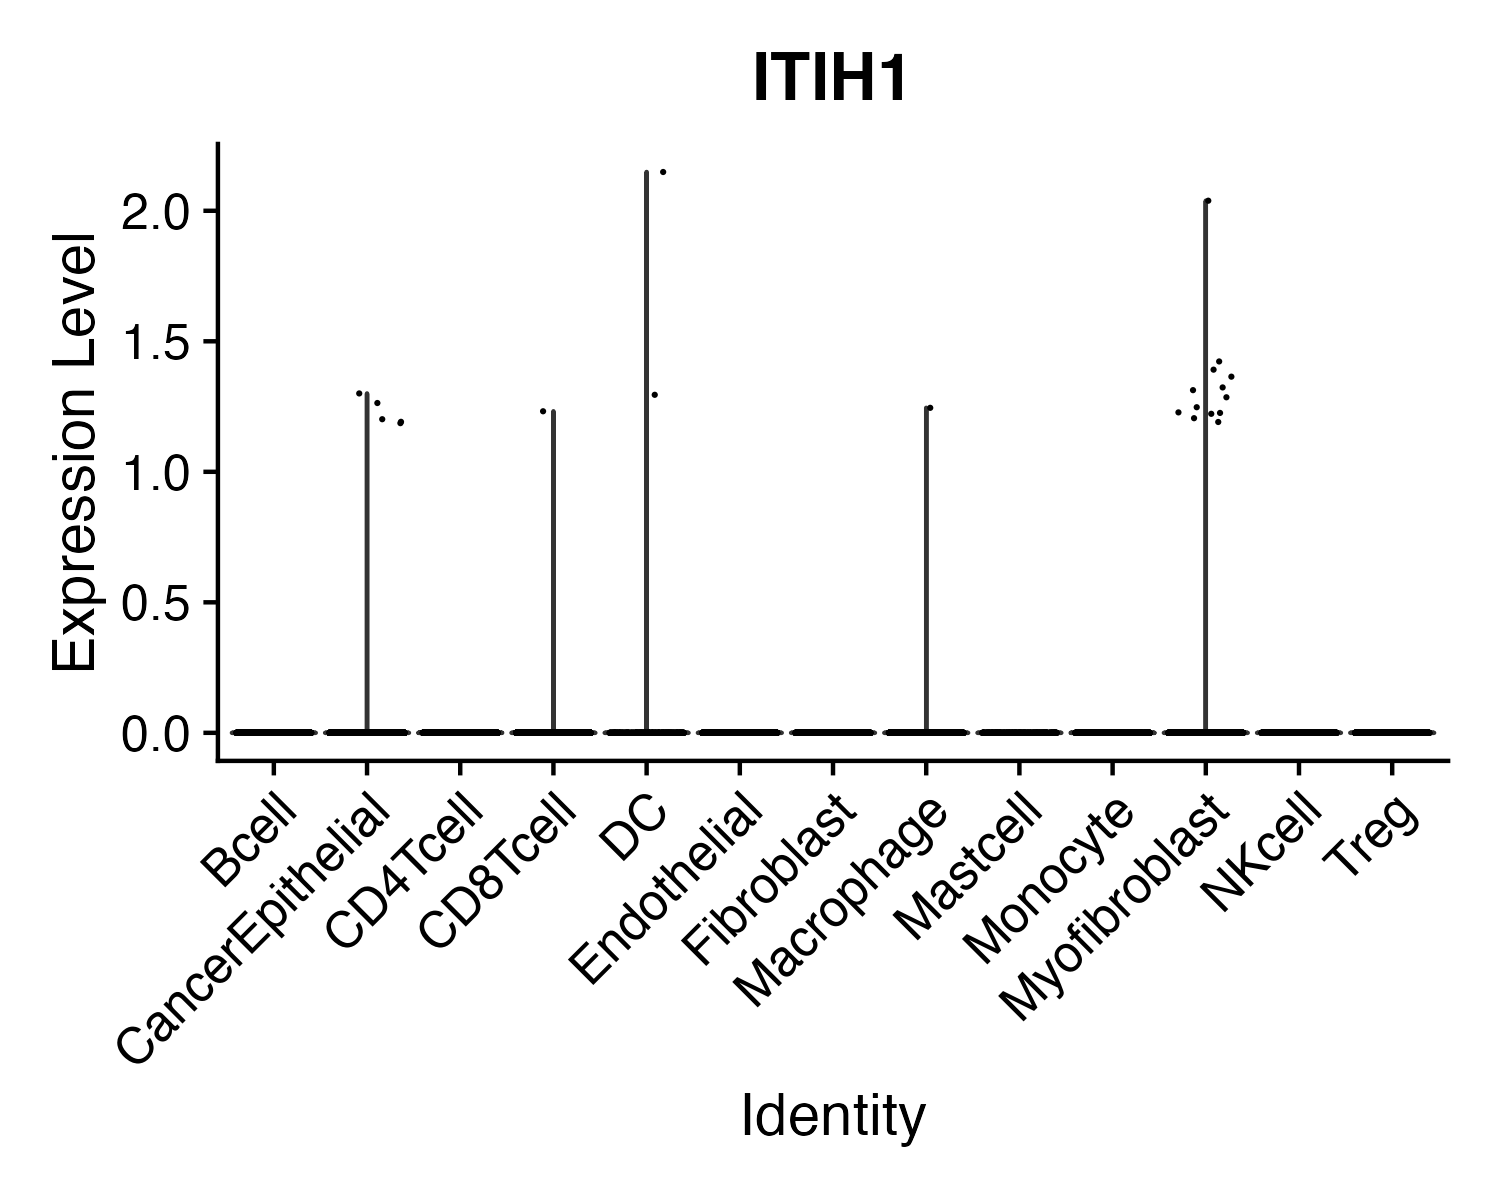 ITIH1
Expression Level
2.0
1.5
1.0
0.5
0.0
Bcell
CancerEpithelial
CD4Tcell
CD8Tcell
DC
Endothelial
Fibroblast
Macrophage
Mastcell
Monocyte
Myofibroblast
NKcell
Treg
Identity